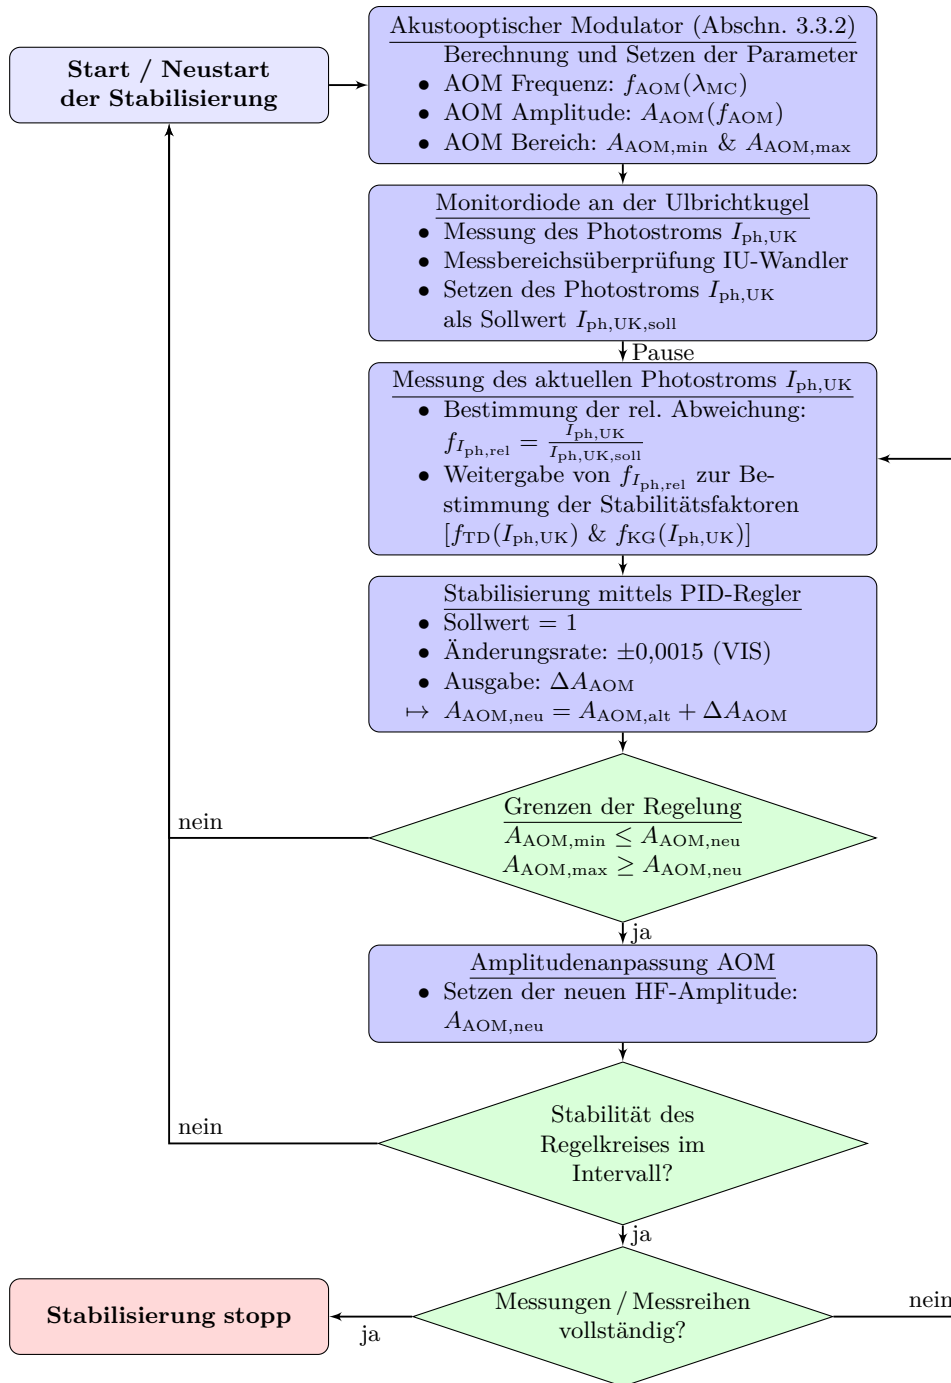 Start / Neustart
der Stabilisierung
Akustooptischer Modulator (Abschn. 3.3.2)
Berechnung und Setzen der Parameter
• AOM Frequenz: f_AOM(λ_MC)
• AOM Amplitude: A_AOM(f_AOM)
• AOM Bereich: A_AOM,min & A_AOM,max
Monitordiode an der Ulbrichtkugel
• Messung des Photostroms I_ph,UK
• Messbereichsüberprüfung IU-Wandler
• Setzen des Photostroms I_ph,UK
als Sollwert I_ph,UK,soll
Pause
Messung des aktuellen Photostroms I_ph,UK
• Bestimmung der rel. Abweichung:
f_I_ph,rel = I_ph,UK / I_ph,UK,soll
• Weitergabe von f_I_ph,rel zur Be-
stimmung der Stabilitätsfaktoren
[f_TD(I_ph,UK) & f_KG(I_ph,UK)]
Stabilisierung mittels PID-Regler
• Sollwert = 1
• Änderungsrate: ±0,0015 (VIS)
• Ausgabe: ΔA_AOM
↦ A_AOM,neu = A_AOM,alt + ΔA_AOM
Grenzen der Regelung
A_AOM,min ≤ A_AOM,neu
A_AOM,max ≥ A_AOM,neu
nein
ja
Amplitudenanpassung AOM
• Setzen der neuen HF-Amplitude:
A_AOM,neu
Stabilität des
Regelkreises im
Intervall?
nein
ja
Messungen / Messreihen
vollständig?
nein
ja
Stabilisierung stopp